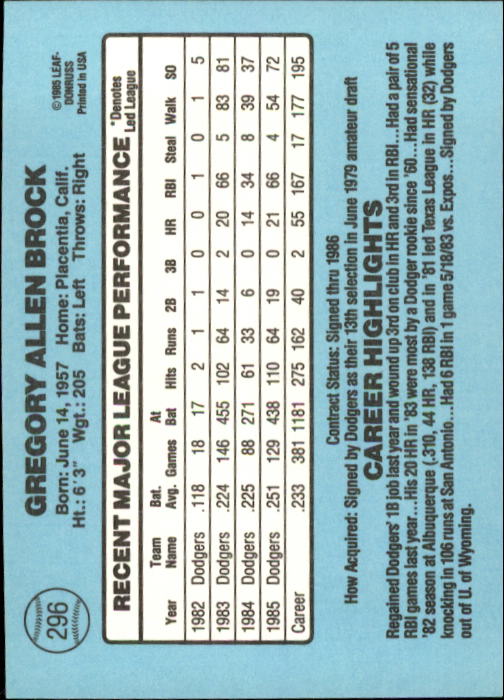 296
GREGORY ALLEN BROCK
Born: June 14, 1957 Home: Placentia, Calif.
Ht.: 6'3" Wgt.: 205 Bats: Left Throws: Right
©1985 LEAF-
DONRUSS
Printed in USA
RECENT MAJOR LEAGUE PERFORMANCE *Denotes
Led League
Year Team Name Bat. Avg. Games At Bat Hits Runs 2B 3B HR RBI Steal Walk SO
1982 Dodgers .118 18 17 2 1 1 0 0 1 0 1 5
1983 Dodgers .224 146 455 102 64 14 2 20 66 5 83 81
1984 Dodgers .225 88 271 61 33 6 0 14 34 8 39 37
1985 Dodgers .251 129 438 110 64 19 0 21 66 4 54 72
Career .233 381 1181 275 162 40 2 55 167 17 177 195
Contract Status: Signed thru 1986
How Acquired: Signed by Dodgers as their 13th selection in June 1979 amateur draft
CAREER HIGHLIGHTS
Regained Dodgers' 1B job last year and wound up 3rd on club in HR and 3rd in RBI....Had a pair of 5
RBI games last year...His 20 HR in '83 were most by a Dodger rookie since '60....Had sensational
'82 season at Albuquerque (.310, 44 HR, 138 RBI) and in '81 led Texas League in HR (32) while
knocking in 106 runs at San Antonio....Had 6 RBI in 1 game 5/18/83 vs. Expos....Signed by Dodgers
out of U. of Wyoming.